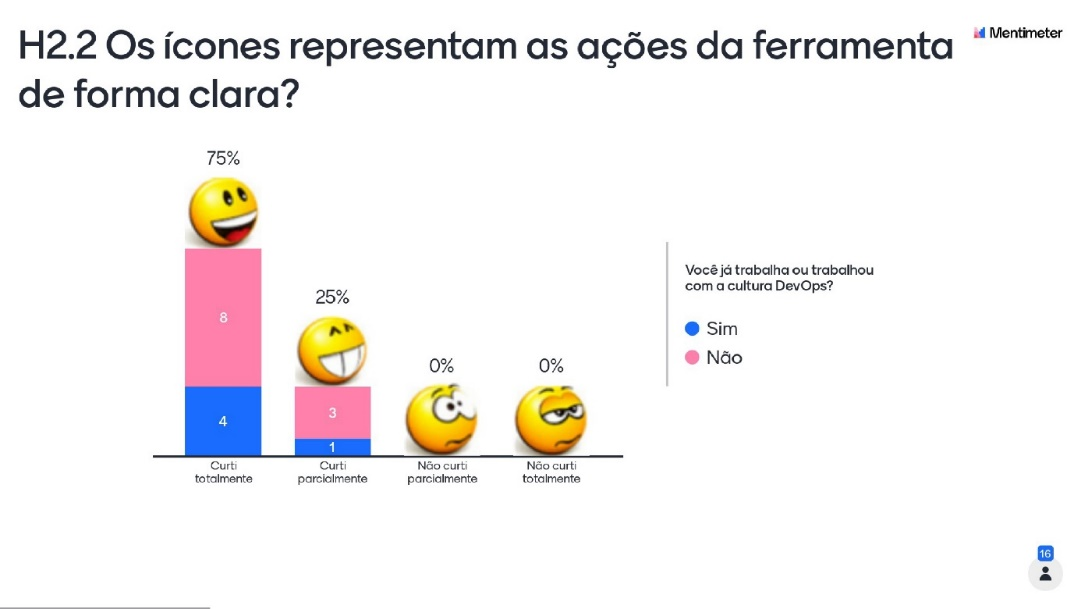 H2.2 Os ícones representam as ações da ferramenta
de forma clara?
Mentimeter
75%
8
4
25%
3
1
0%
0%
Curti
totalmente
Curti
parcialmente
Não curti
parcialmente
Não curti
totalmente
Você já trabalha ou trabalhou
com a cultura DevOps?
Sim
Não
16